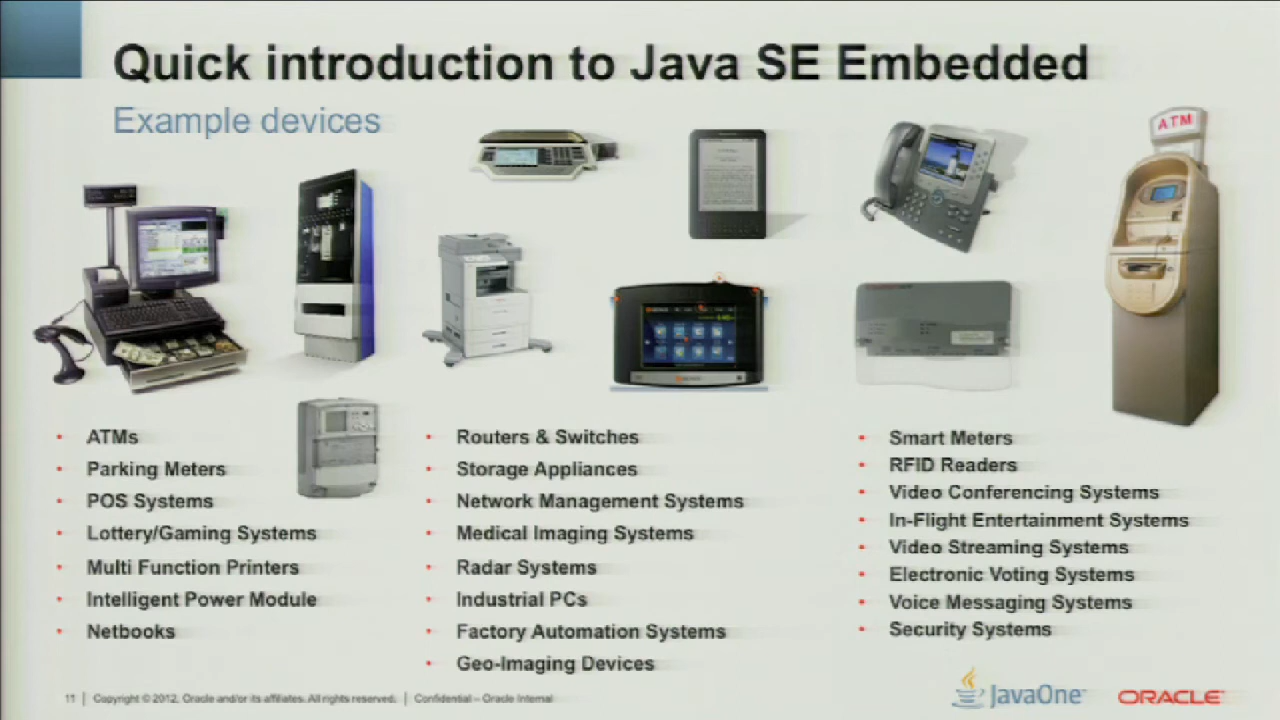 Quick introduction to Java SE Embedded
Example devices
ATM
ATMs
Parking Meters
POS Systems
Lottery/Gaming Systems
Multi Function Printers
Intelligent Power Module
Netbooks
Routers & Switches
Storage Appliances
Network Management Systems
Medical Imaging Systems
Radar Systems
Industrial PCs
Factory Automation Systems
Geo-Imaging Devices
Smart Meters
RFID Readers
Video Conferencing Systems
In-Flight Entertainment Systems
Video Streaming Systems
Electronic Voting Systems
Voice Messaging Systems
Security Systems
11 | Copyright © 2012, Oracle and/or its affiliates. All rights reserved. | Confidential – Oracle Internal
JavaOne
ORACLE